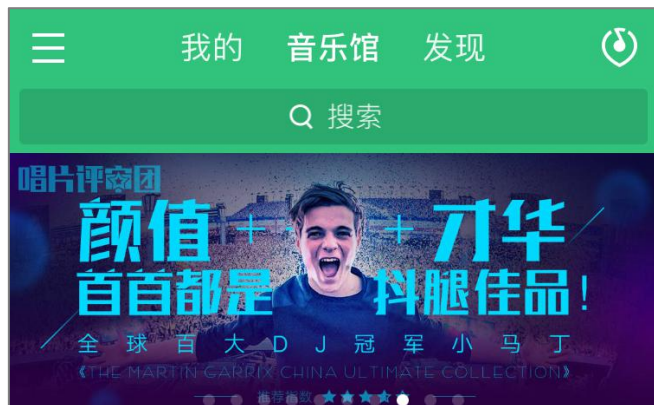 我的 音乐馆 发现
搜索
唱片评审团
颜值 + + 才华
首首都是 抖腿佳品!
全球百大DJ冠军小马丁
《THE MARTIN GARRIX CHINA ULTIMATE COLLECTION》
推荐指数